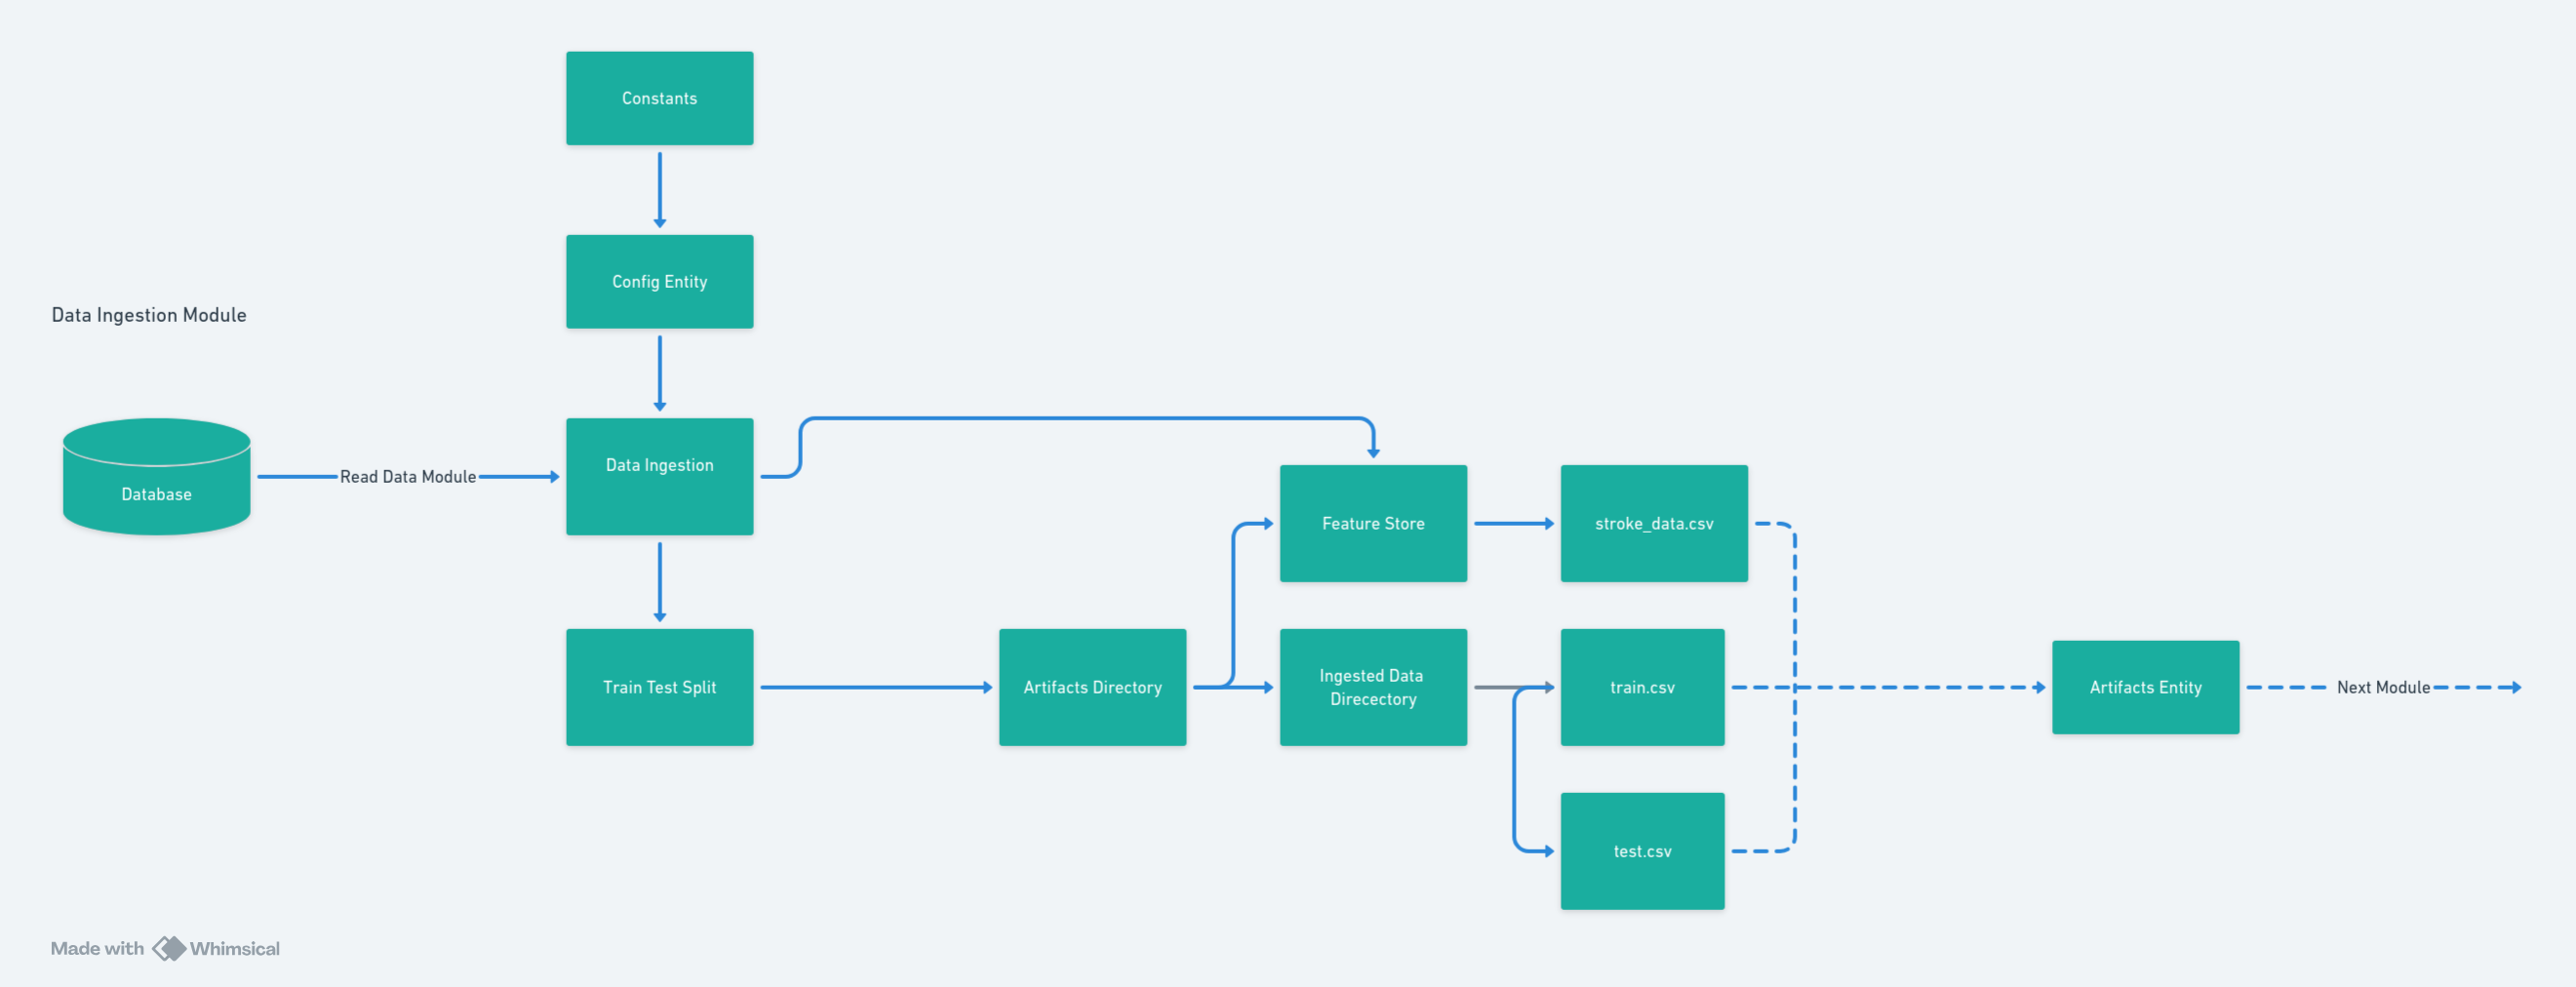 Constants
Config Entity
Data Ingestion Module
Data Ingestion
Read Data Module
Database
Feature Store
stroke_data.csv
Train Test Split
Artifacts Directory
Ingested Data
Direcectory
train.csv
Artifacts Entity
Next Module
test.csv
Made with Whimsical